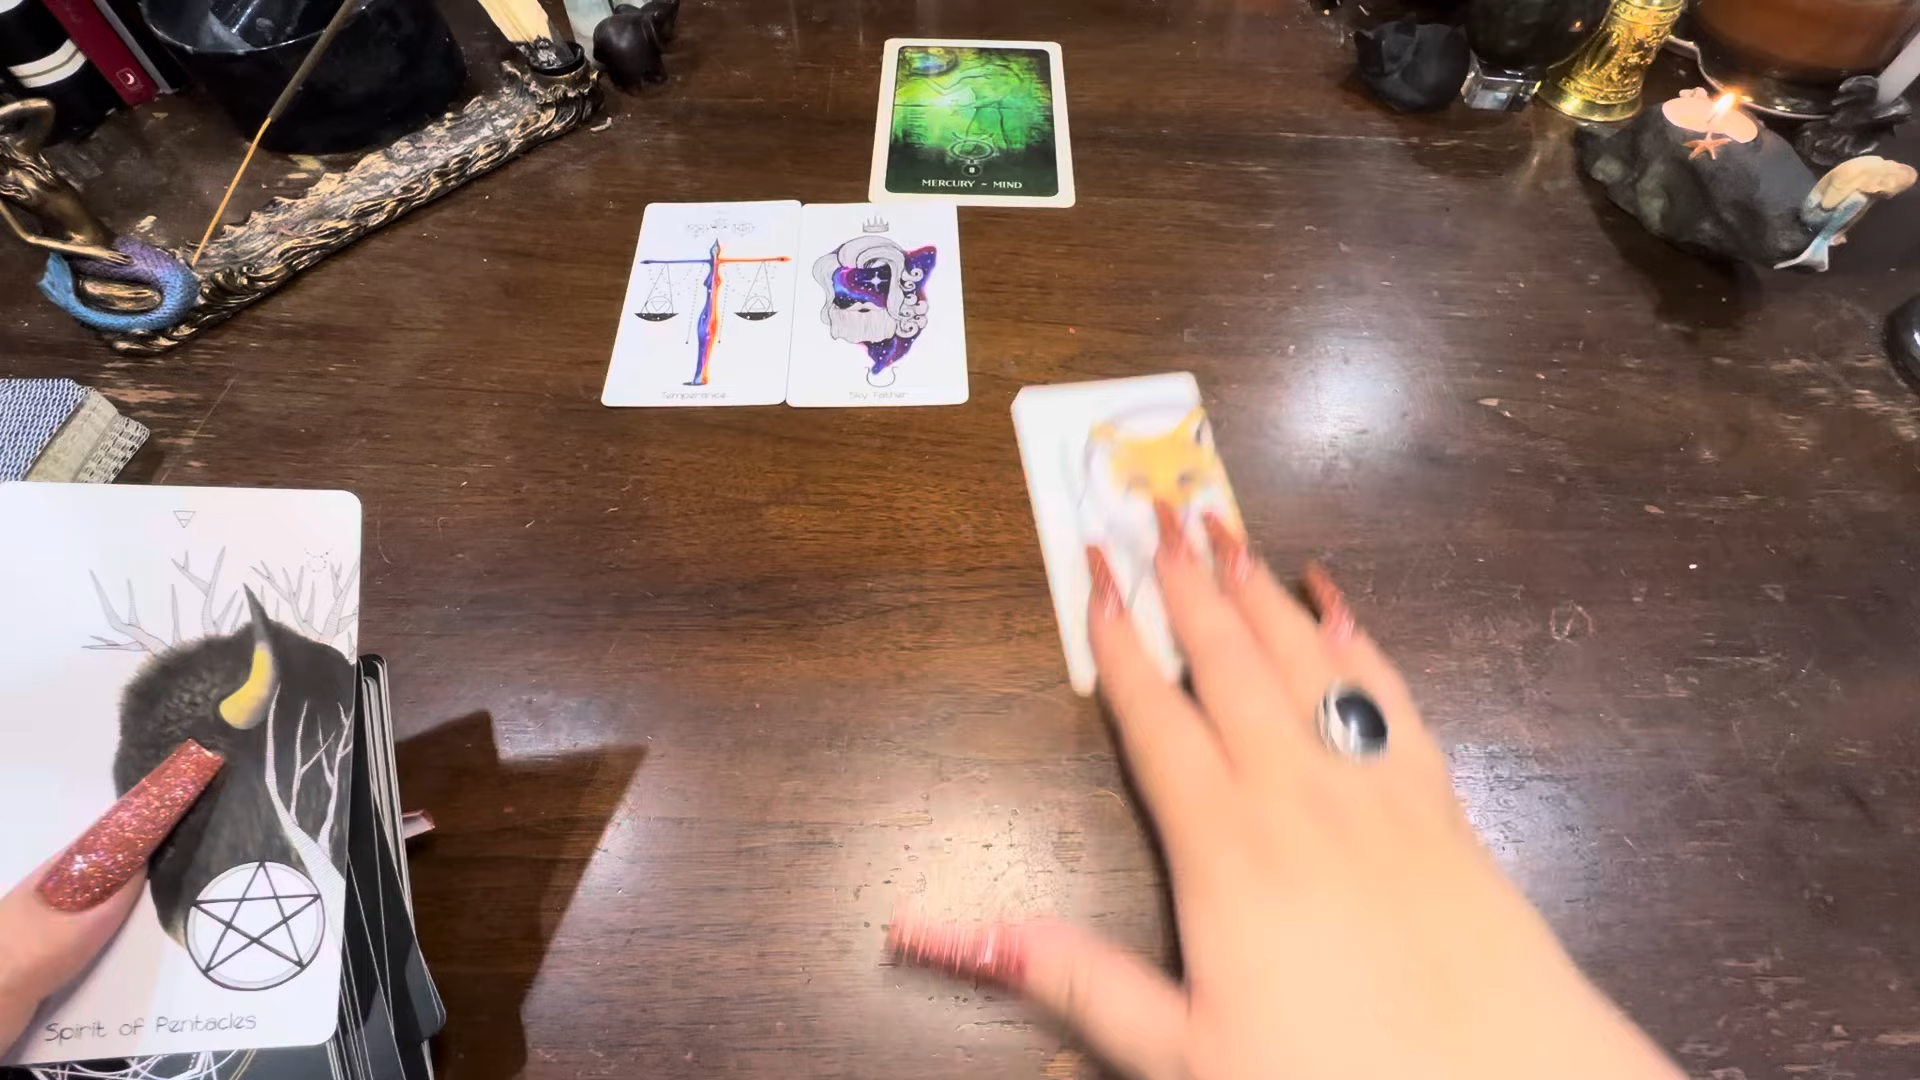 MERCURY ~ MIND
Temperance
Sky Father
Spirit of Pentacles